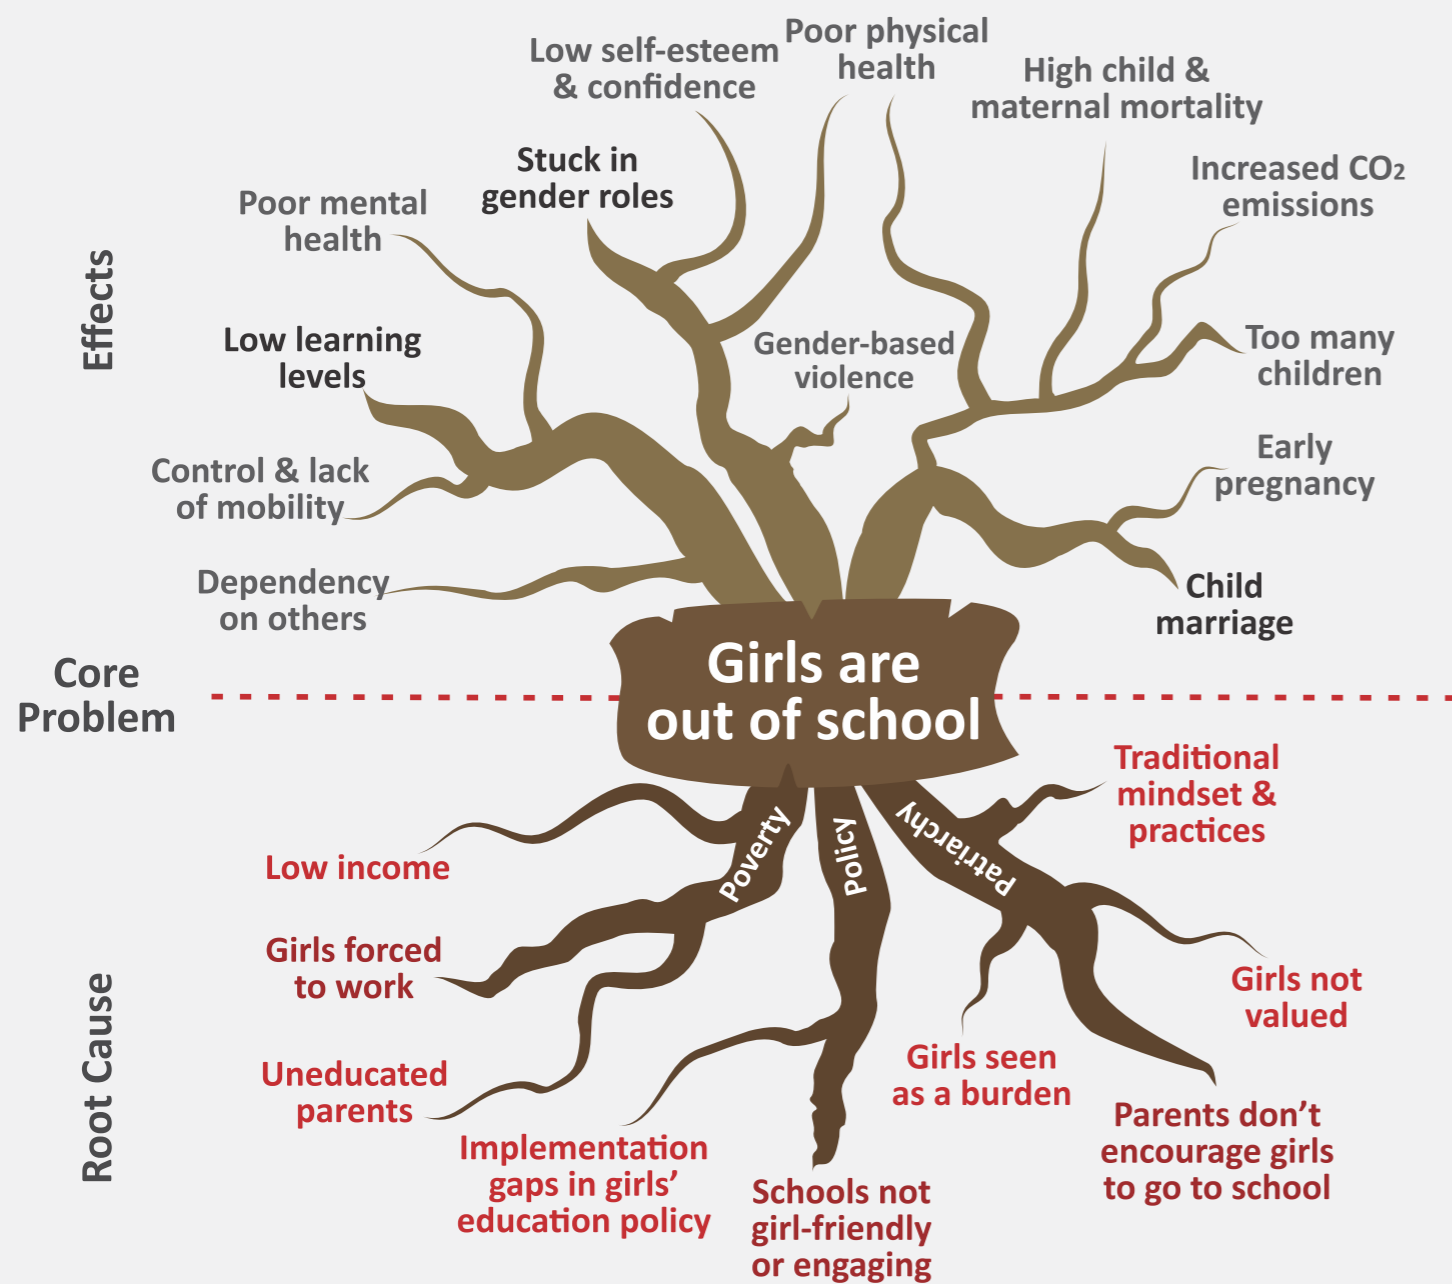 Poor physical
health
Low self-esteem
& confidence
High child &
maternal mortality
Stuck in
gender roles
Increased CO₂
emissions
Poor mental
health
Effects
Low learning
levels
Gender-based
violence
Too many
children
Control & lack
of mobility
Early
pregnancy
Dependency
on others
Child
marriage
Core
Problem
Girls are
out of school
Traditional
mindset &
practices
Poverty
Policy
Patriarchy
Low income
Girls forced
to work
Girls not
valued
Root Cause
Uneducated
parents
Girls seen
as a burden
Implementation
gaps in girls’
education policy
Parents don’t
encourage girls
to go to school
Schools not
girl-friendly
or engaging